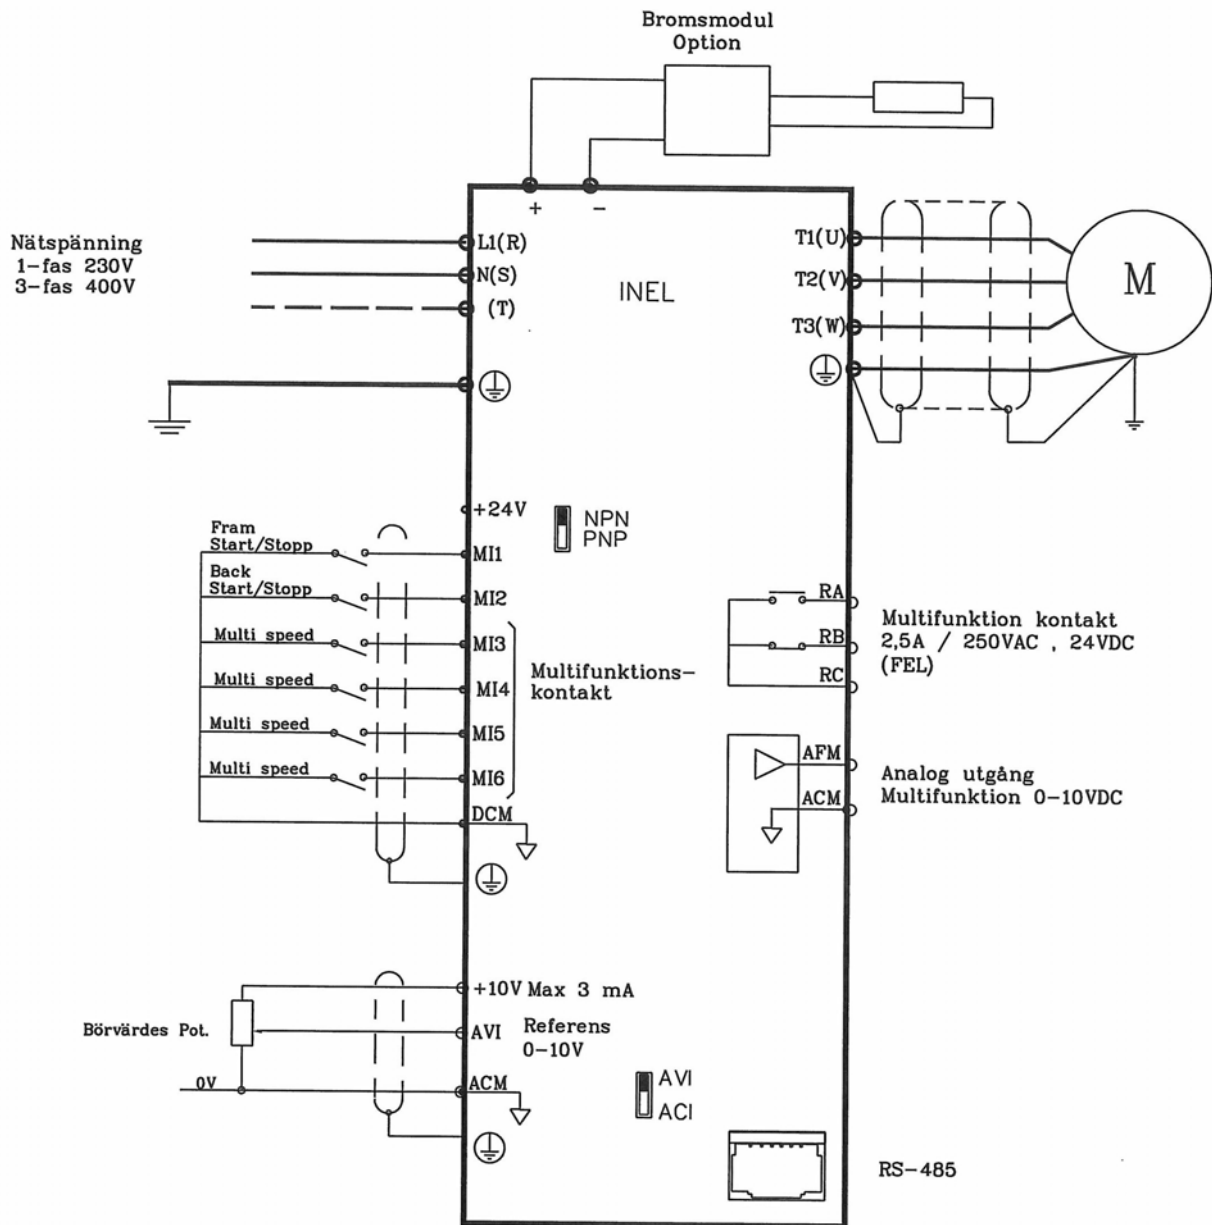 Bromsmodul
Option
+
-
Nätspänning
1-fas 230V
3-fas 400V
L1(R)
N(S)
(T)
INEL
T1(U)
T2(V)
T3(W)
M
+24V
NPN
PNP
Fram
Start/Stopp
MI1
Back
Start/Stopp
MI2
Multi speed
MI3
Multi speed
MI4
Multi speed
MI5
Multi speed
MI6
DCM
Multifunktions-
kontakt
RA
RB
RC
Multifunktion kontakt
2,5A / 250VAC , 24VDC
(FEL)
AFM
ACM
Analog utgång
Multifunktion 0-10VDC
+10V Max 3 mA
Börvärdes Pot.
AVI
Referens
0-10V
0V
ACM
AVI
ACI
RS-485